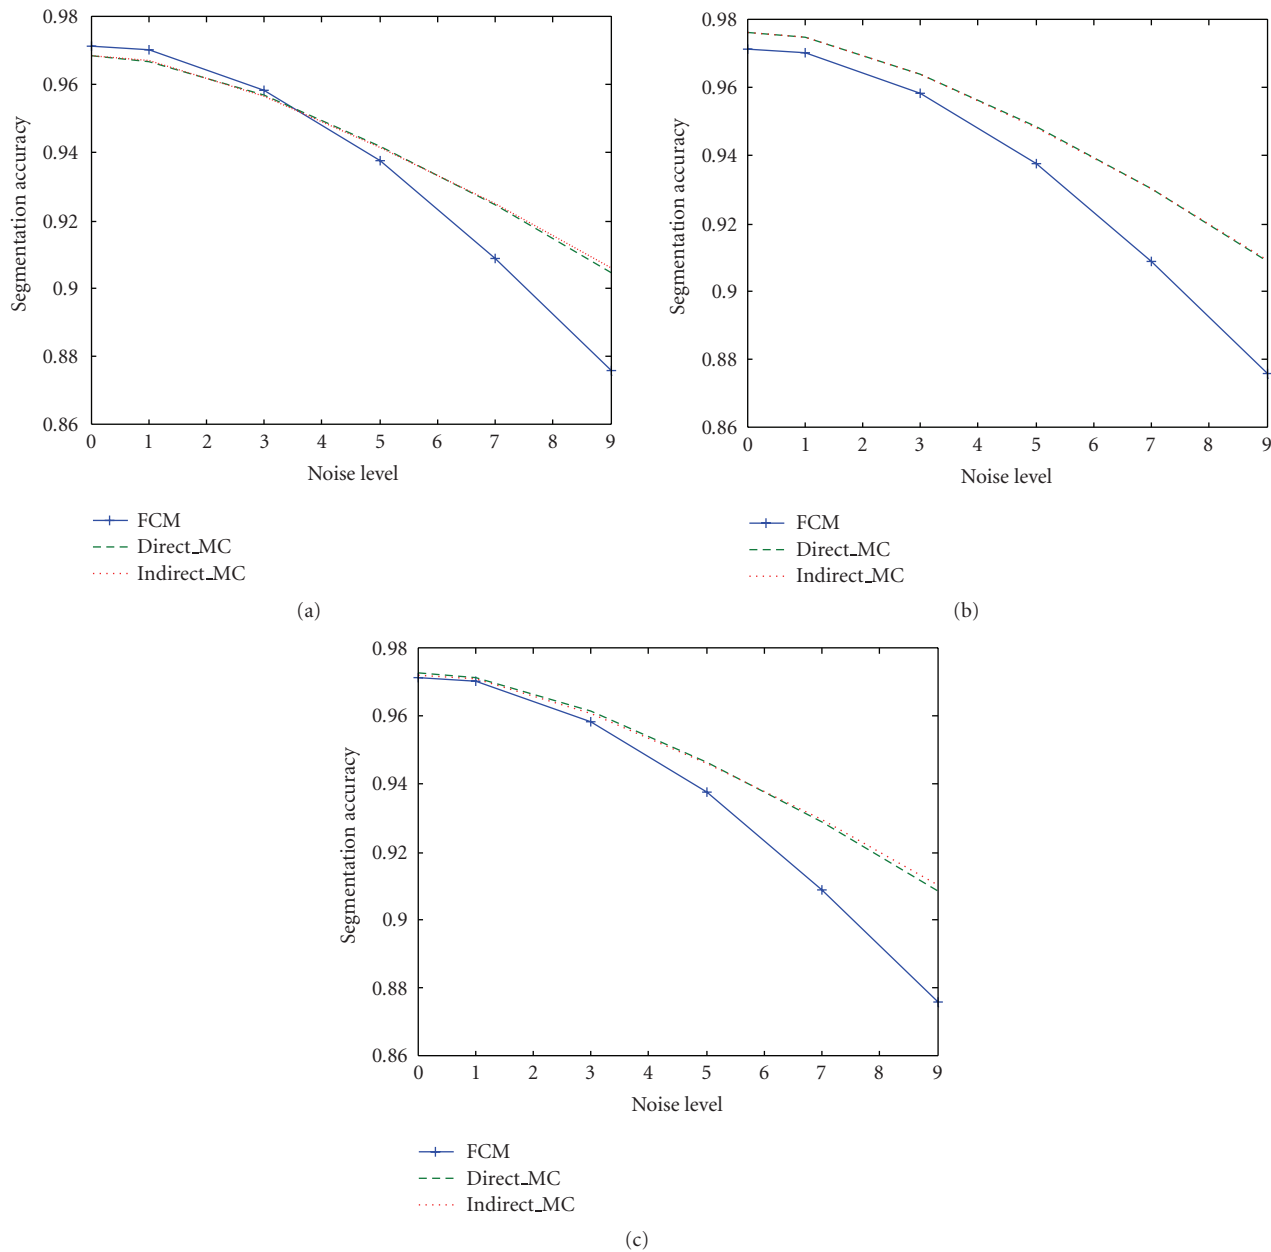 0.98
0.96
0.94
0.92
0.9
0.88
0.86
Segmentation accuracy
0 1 2 3 4 5 6 7 8 9
Noise level
FCM
Direct_MC
Indirect_MC
(a)
0.98
0.96
0.94
0.92
0.9
0.88
0.86
Segmentation accuracy
0 1 2 3 4 5 6 7 8 9
Noise level
FCM
Direct_MC
Indirect_MC
(b)
0.98
0.96
0.94
0.92
0.9
0.88
0.86
Segmentation accuracy
0 1 2 3 4 5 6 7 8 9
Noise level
FCM
Direct_MC
Indirect_MC
(c)